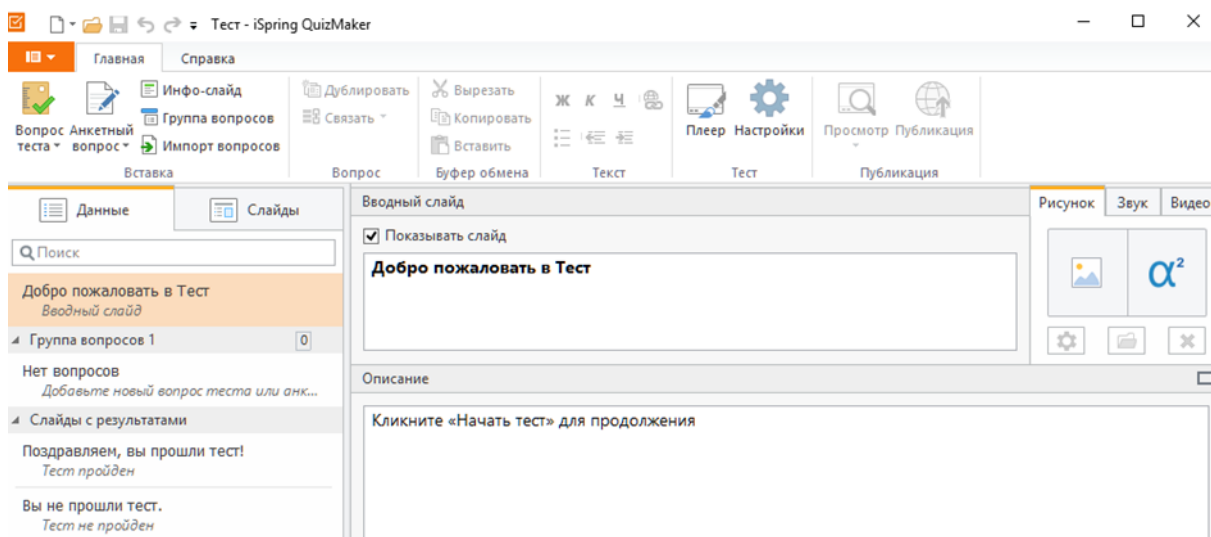 Тест - iSpring QuizMaker
Главная Справка
Вопрос теста
Анкетный вопрос
Инфо-слайд
Группа вопросов
Импорт вопросов
Вставка
Дублировать
Связать
Вопрос
Вырезать
Копировать
Вставить
Буфер обмена
Ж К Ч
Текст
Плеер Настройки
Тест
Просмотр Публикация
Публикация
Данные Слайды
Поиск
Добро пожаловать в Тест
Вводный слайд
Группа вопросов 1 0
Нет вопросов
Добавьте новый вопрос теста или анк...
Слайды с результатами
Поздравляем, вы прошли тест!
Тест пройден
Вы не прошли тест.
Тест не пройден
Вводный слайд
Показывать слайд
Добро пожаловать в Тест
Описание
Кликните «Начать тест» для продолжения
Рисунок Звук Видео
α²